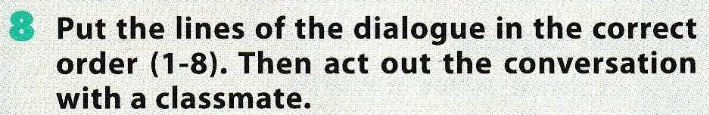 8 Put the lines of the dialogue in the correct
order (1-8). Then act out the conversation
with a classmate.